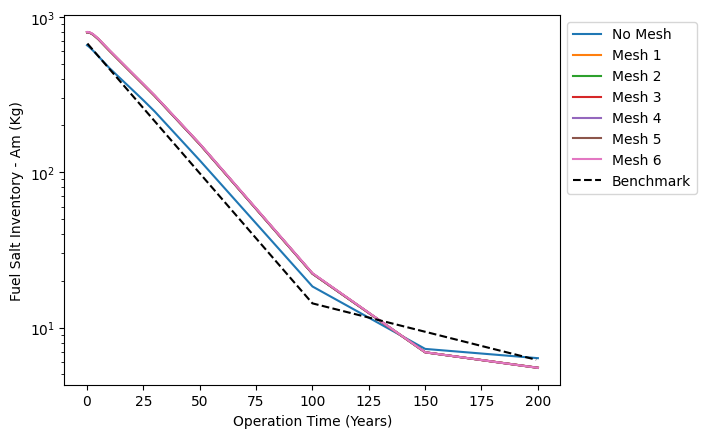 10³
10²
10¹
Fuel Salt Inventory - Am (Kg)
0 25 50 75 100 125 150 175 200
Operation Time (Years)
No Mesh
Mesh 1
Mesh 2
Mesh 3
Mesh 4
Mesh 5
Mesh 6
Benchmark